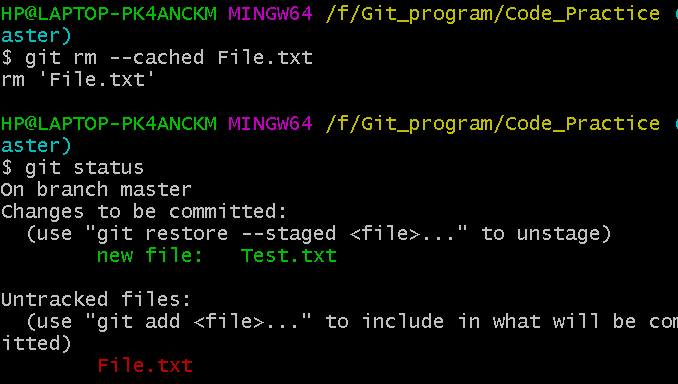 HP@LAPTOP-PK4ANCKM MINGW64 /f/Git_program/Code_Practice (
aster)
$ git rm --cached File.txt
rm 'File.txt'
HP@LAPTOP-PK4ANCKM MINGW64 /f/Git_program/Code_Practice (
aster)
$ git status
On branch master
Changes to be committed:
  (use "git restore --staged <file>..." to unstage)
        new file:   Test.txt
Untracked files:
  (use "git add <file>..." to include in what will be com
itted)
        File.txt